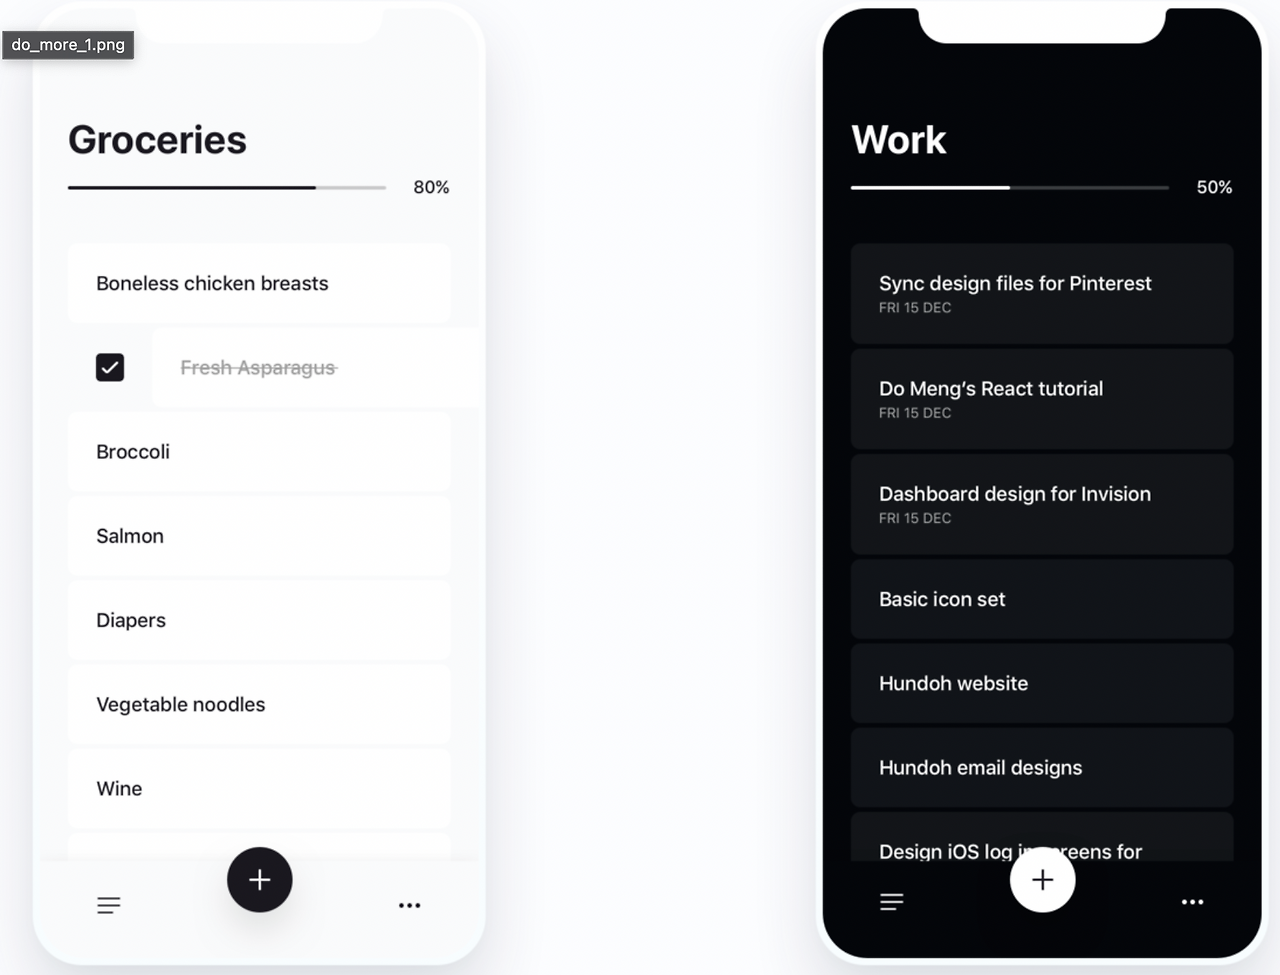 do_more_1.png
Groceries
80%
Boneless chicken breasts
Fresh Asparagus
Broccoli
Salmon
Diapers
Vegetable noodles
Wine
Work
50%
Sync design files for Pinterest
FRI 15 DEC
Do Meng’s React tutorial
FRI 15 DEC
Dashboard design for Invision
FRI 15 DEC
Basic icon set
Hundoh website
Hundoh email designs
Design iOS log in screens for